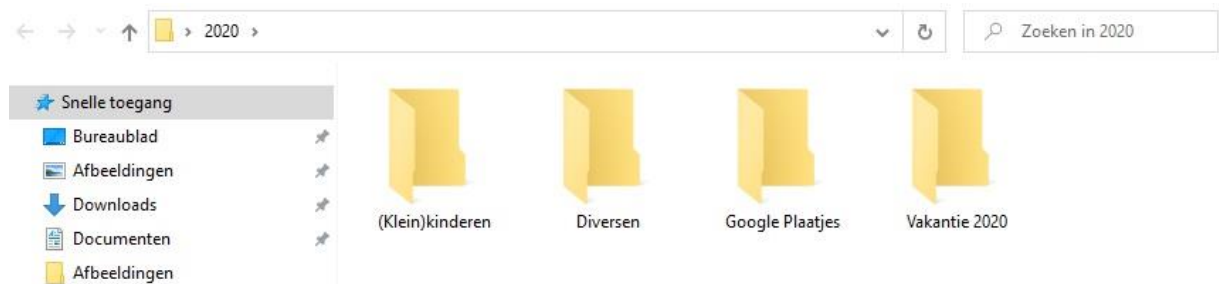 2020
Zoeken in 2020
Snelle toegang
Bureaublad
Afbeeldingen
Downloads
Documenten
Afbeeldingen
(Klein)kinderen
Diversen
Google Plaatjes
Vakantie 2020